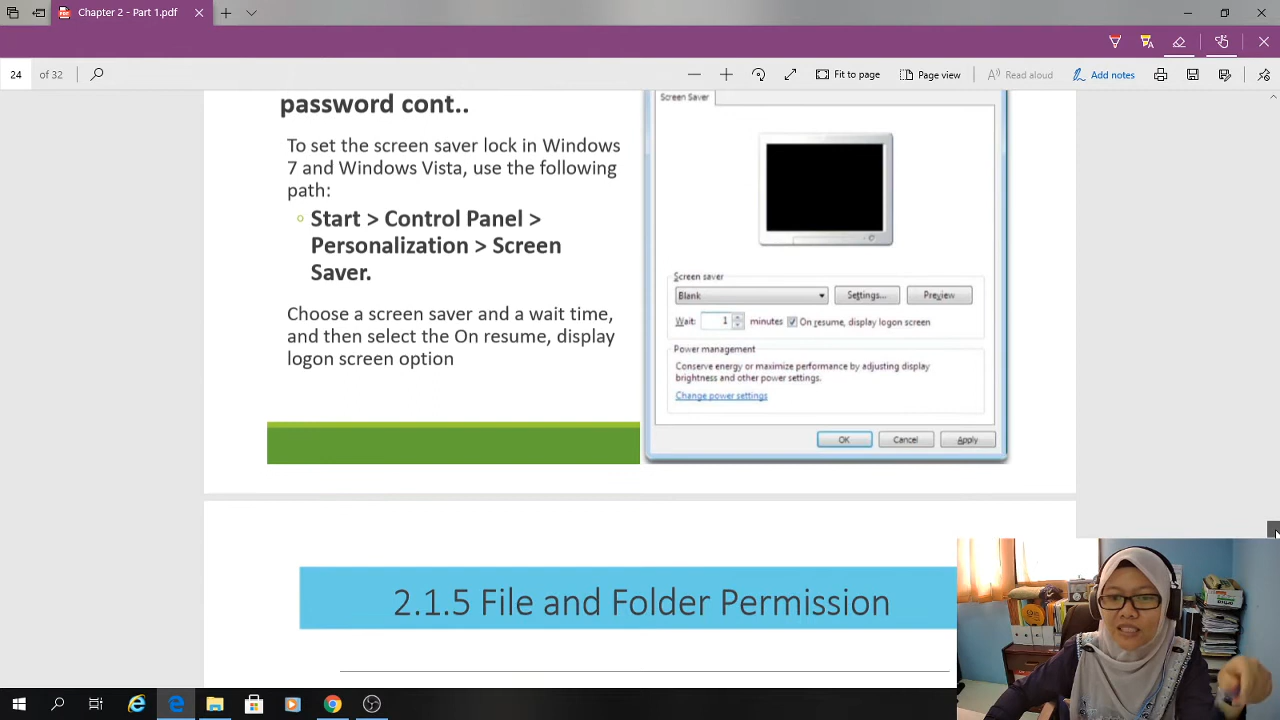 Chapter 2 - Part 1.pdf
24 of 32
Fit to page
Page view
Read aloud
Add notes
password cont..
To set the screen saver lock in Windows
7 and Windows Vista, use the following
path:
Start > Control Panel >
Personalization > Screen
Saver.
Choose a screen saver and a wait time,
and then select the On resume, display
logon screen option
Screen Saver
Screen saver
Blank
Settings...
Preview
Wait: 1 minutes On resume, display logon screen
Power management
Conserve energy or maximize performance by adjusting display
brightness and other power settings.
Change power settings
OK Cancel Apply
2.1.5 File and Folder Permission